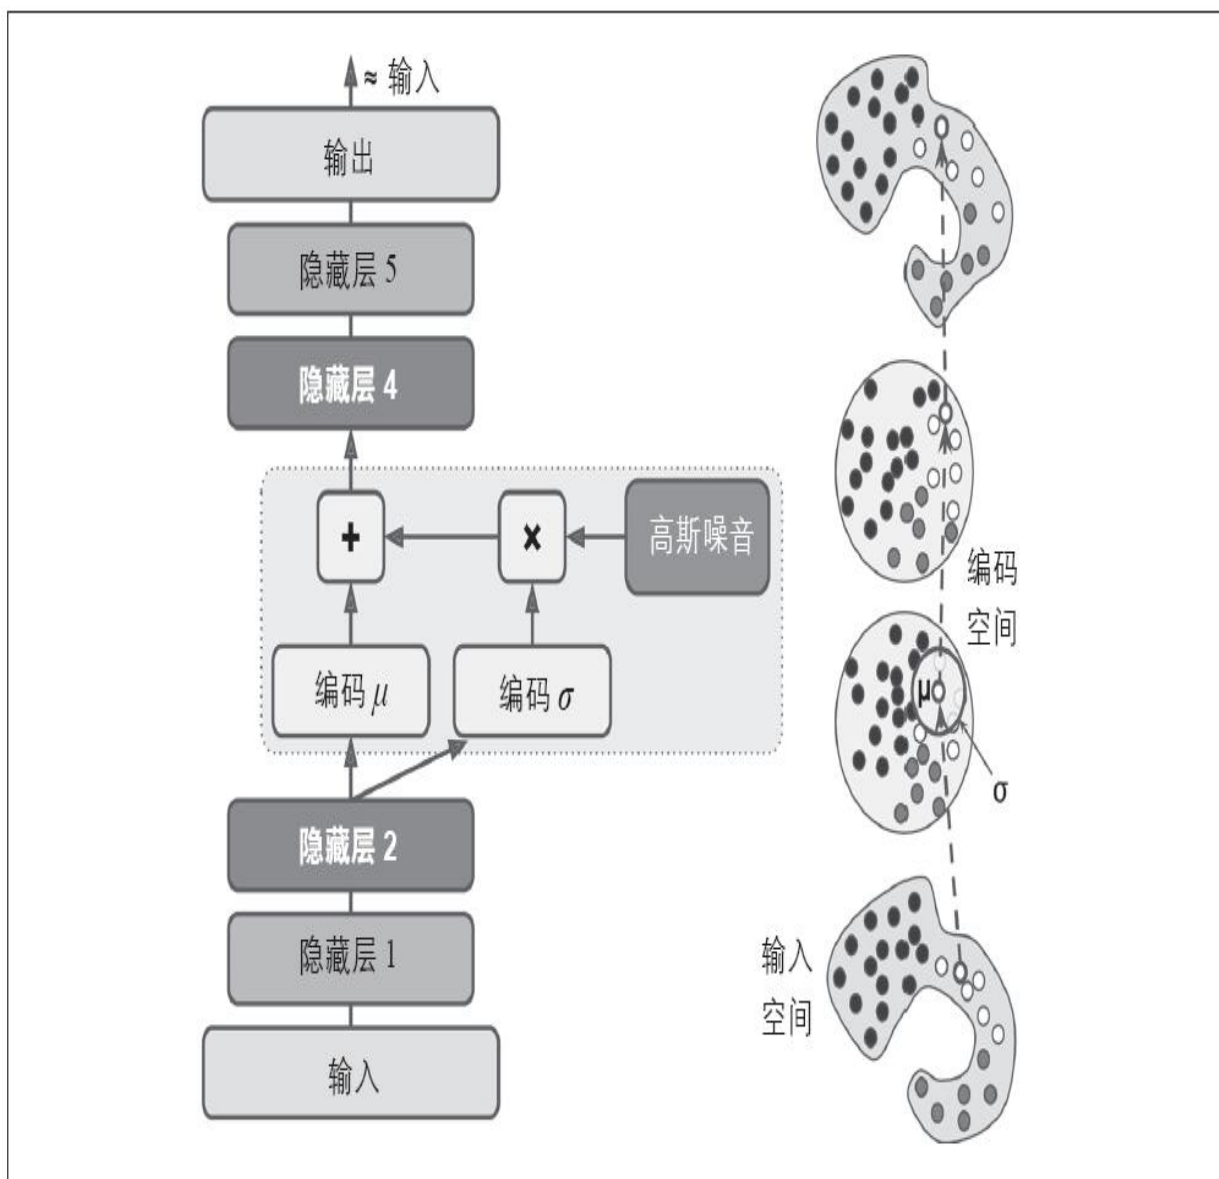 ≈ 输入
输出
隐藏层 5
隐藏层 4
+
×
高斯噪音
编码 μ
编码 σ
隐藏层 2
隐藏层 1
输入
编码
空间
μ
σ
输入
空间